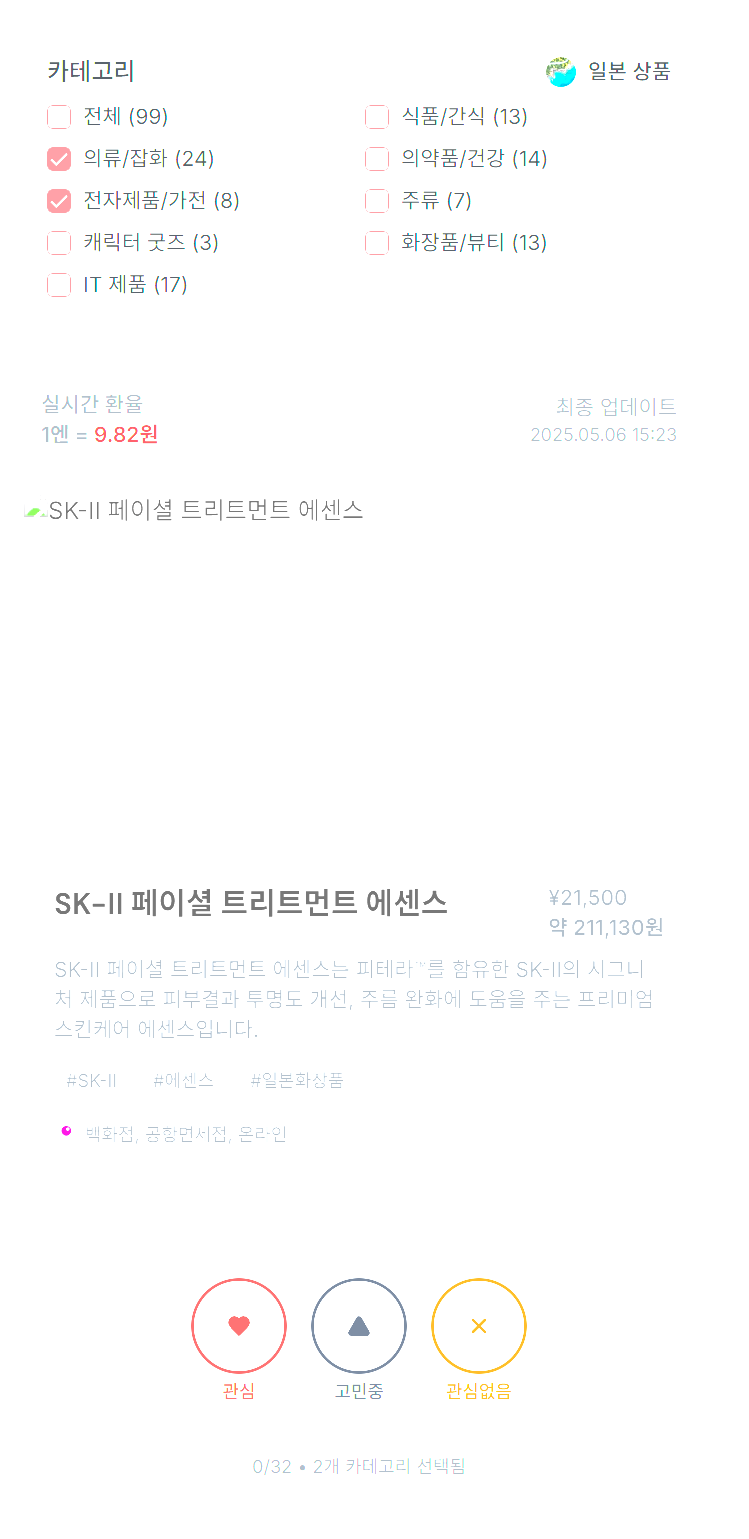 카테고리
일본 상품
전체 (99)
식품/간식 (13)
의류/잡화 (24)
의약품/건강 (14)
전자제품/가전 (8)
주류 (7)
캐릭터 굿즈 (3)
화장품/뷰티 (13)
IT 제품 (17)
실시간 환율
최종 업데이트
1엔 = 9.82원
2025.05.06 15:23
SK-II 페이셜 트리트먼트 에센스
SK-II 페이셜 트리트먼트 에센스
¥21,500
약 211,130원
SK-II 페이셜 트리트먼트 에센스는 피테라™를 함유한 SK-II의 시그니
처 제품으로 피부결과 투명도 개선, 주름 완화에 도움을 주는 프리미엄
스킨케어 에센스입니다.
#SK-II #에센스 #일본화장품
백화점, 공항면세점, 온라인
관심
고민중
관심없음
0/32 • 2개 카테고리 선택됨